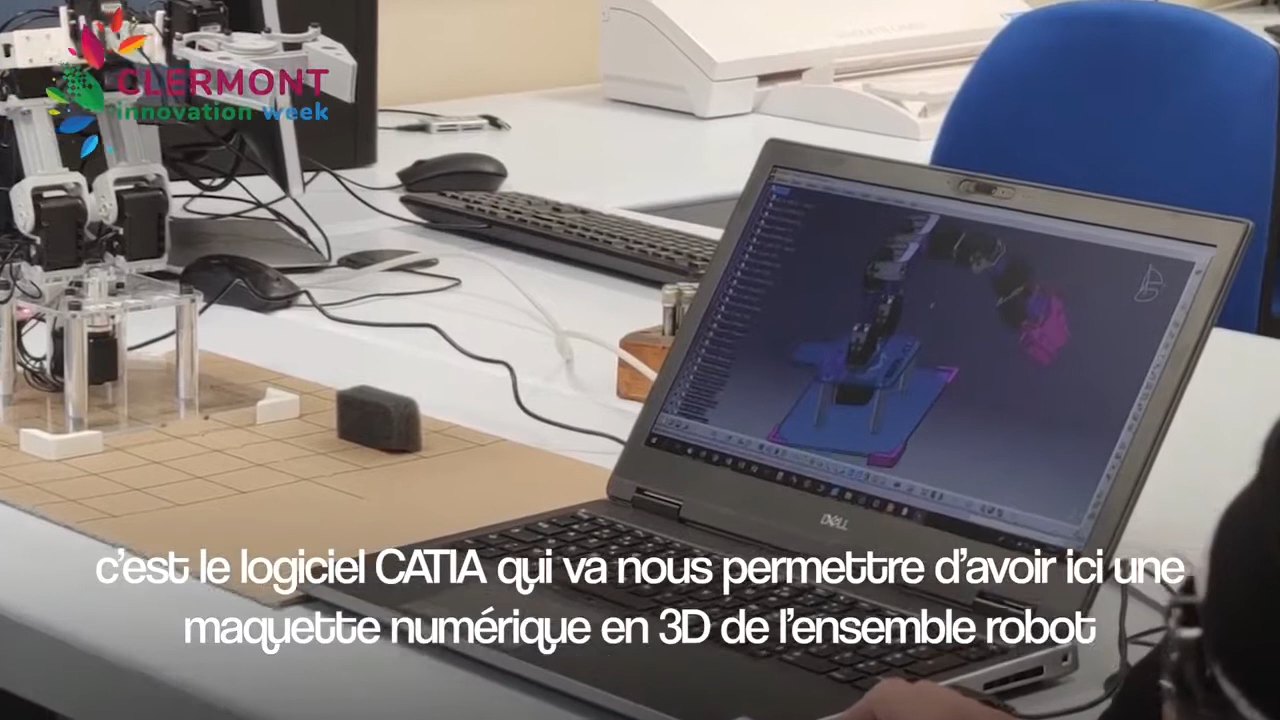 CLERMONT
innovation week
DELL
c'est le logiciel CATIA qui va nous permettre d'avoir ici une
maquette numérique en 3D de l'ensemble robot